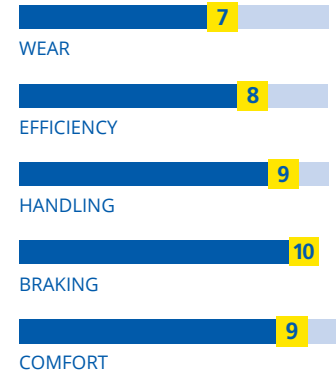 7
WEAR
8
EFFICIENCY
9
HANDLING
10
BRAKING
9
COMFORT